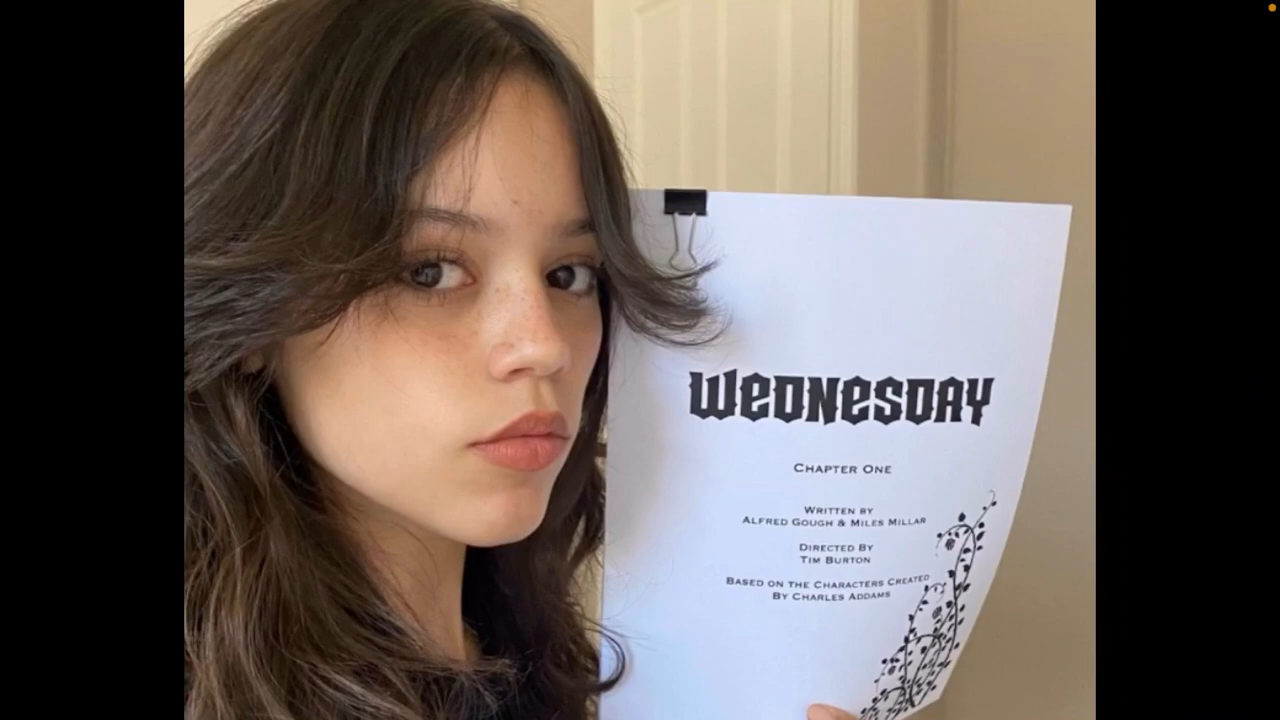 WEDNESDAY
CHAPTER ONE
WRITTEN BY
ALFRED GOUGH & MILES MILLAR
DIRECTED BY
TIM BURTON
BASED ON THE CHARACTERS CREATED
BY CHARLES ADDAMS